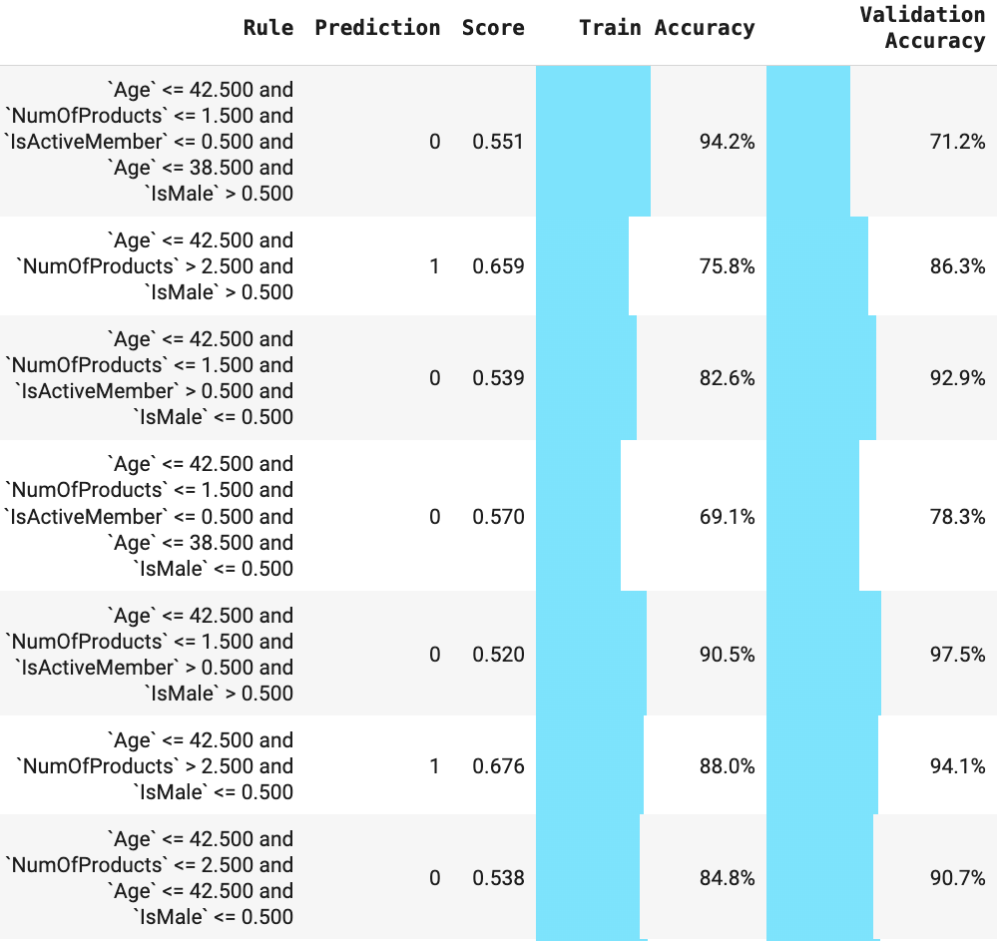 Rule Prediction Score Train Accuracy Validation
Accuracy
`Age` <= 42.500 and
`NumOfProducts` <= 1.500 and
`IsActiveMember` <= 0.500 and
`Age` <= 38.500 and
`IsMale` > 0.500
0 0.551 94.2% 71.2%
`Age` <= 42.500 and
`NumOfProducts` > 2.500 and
`IsMale` > 0.500
1 0.659 75.8% 86.3%
`Age` <= 42.500 and
`NumOfProducts` <= 1.500 and
`IsActiveMember` > 0.500 and
`IsMale` <= 0.500
0 0.539 82.6% 92.9%
`Age` <= 42.500 and
`NumOfProducts` <= 1.500 and
`IsActiveMember` <= 0.500 and
`Age` <= 38.500 and
`IsMale` <= 0.500
0 0.570 69.1% 78.3%
`Age` <= 42.500 and
`NumOfProducts` <= 1.500 and
`IsActiveMember` > 0.500 and
`IsMale` > 0.500
0 0.520 90.5% 97.5%
`Age` <= 42.500 and
`NumOfProducts` > 2.500 and
`IsMale` <= 0.500
1 0.676 88.0% 94.1%
`Age` <= 42.500 and
`NumOfProducts` <= 2.500 and
`Age` <= 42.500 and
`IsMale` <= 0.500
0 0.538 84.8% 90.7%